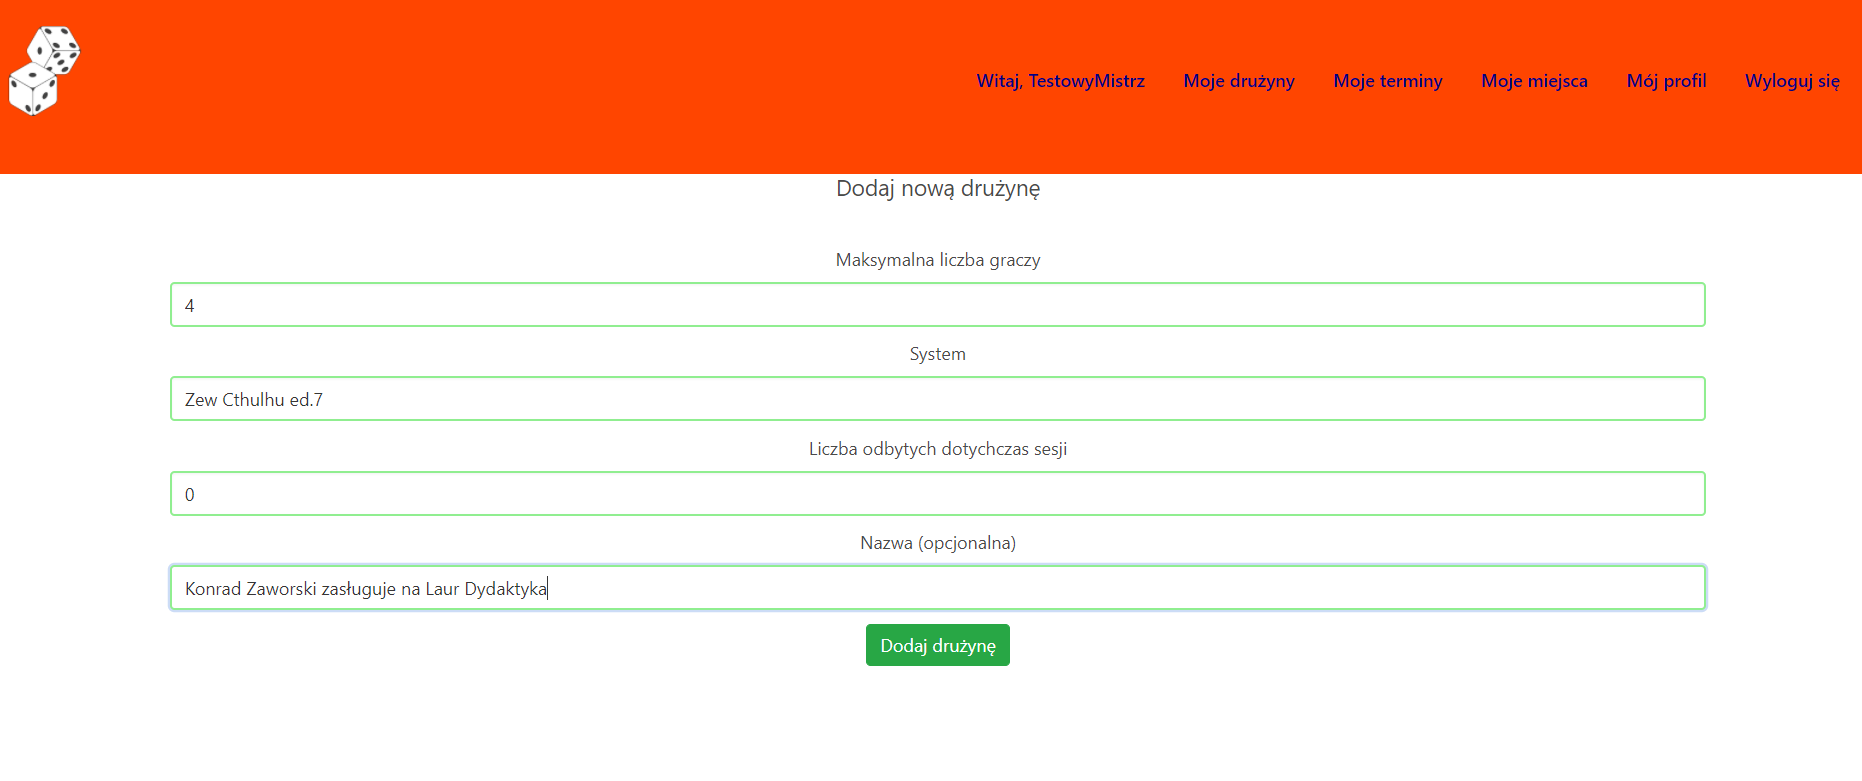 Witaj, TestowyMistrz Moje drużyny Moje terminy Moje miejsca Mój profil Wyloguj się
Dodaj nową drużynę
Maksymalna liczba graczy
4
System
Zew Cthulhu ed.7
Liczba odbytych dotychczas sesji
0
Nazwa (opcjonalna)
Konrad Zaworski zasługuje na Laur Dydaktyka
Dodaj drużynę